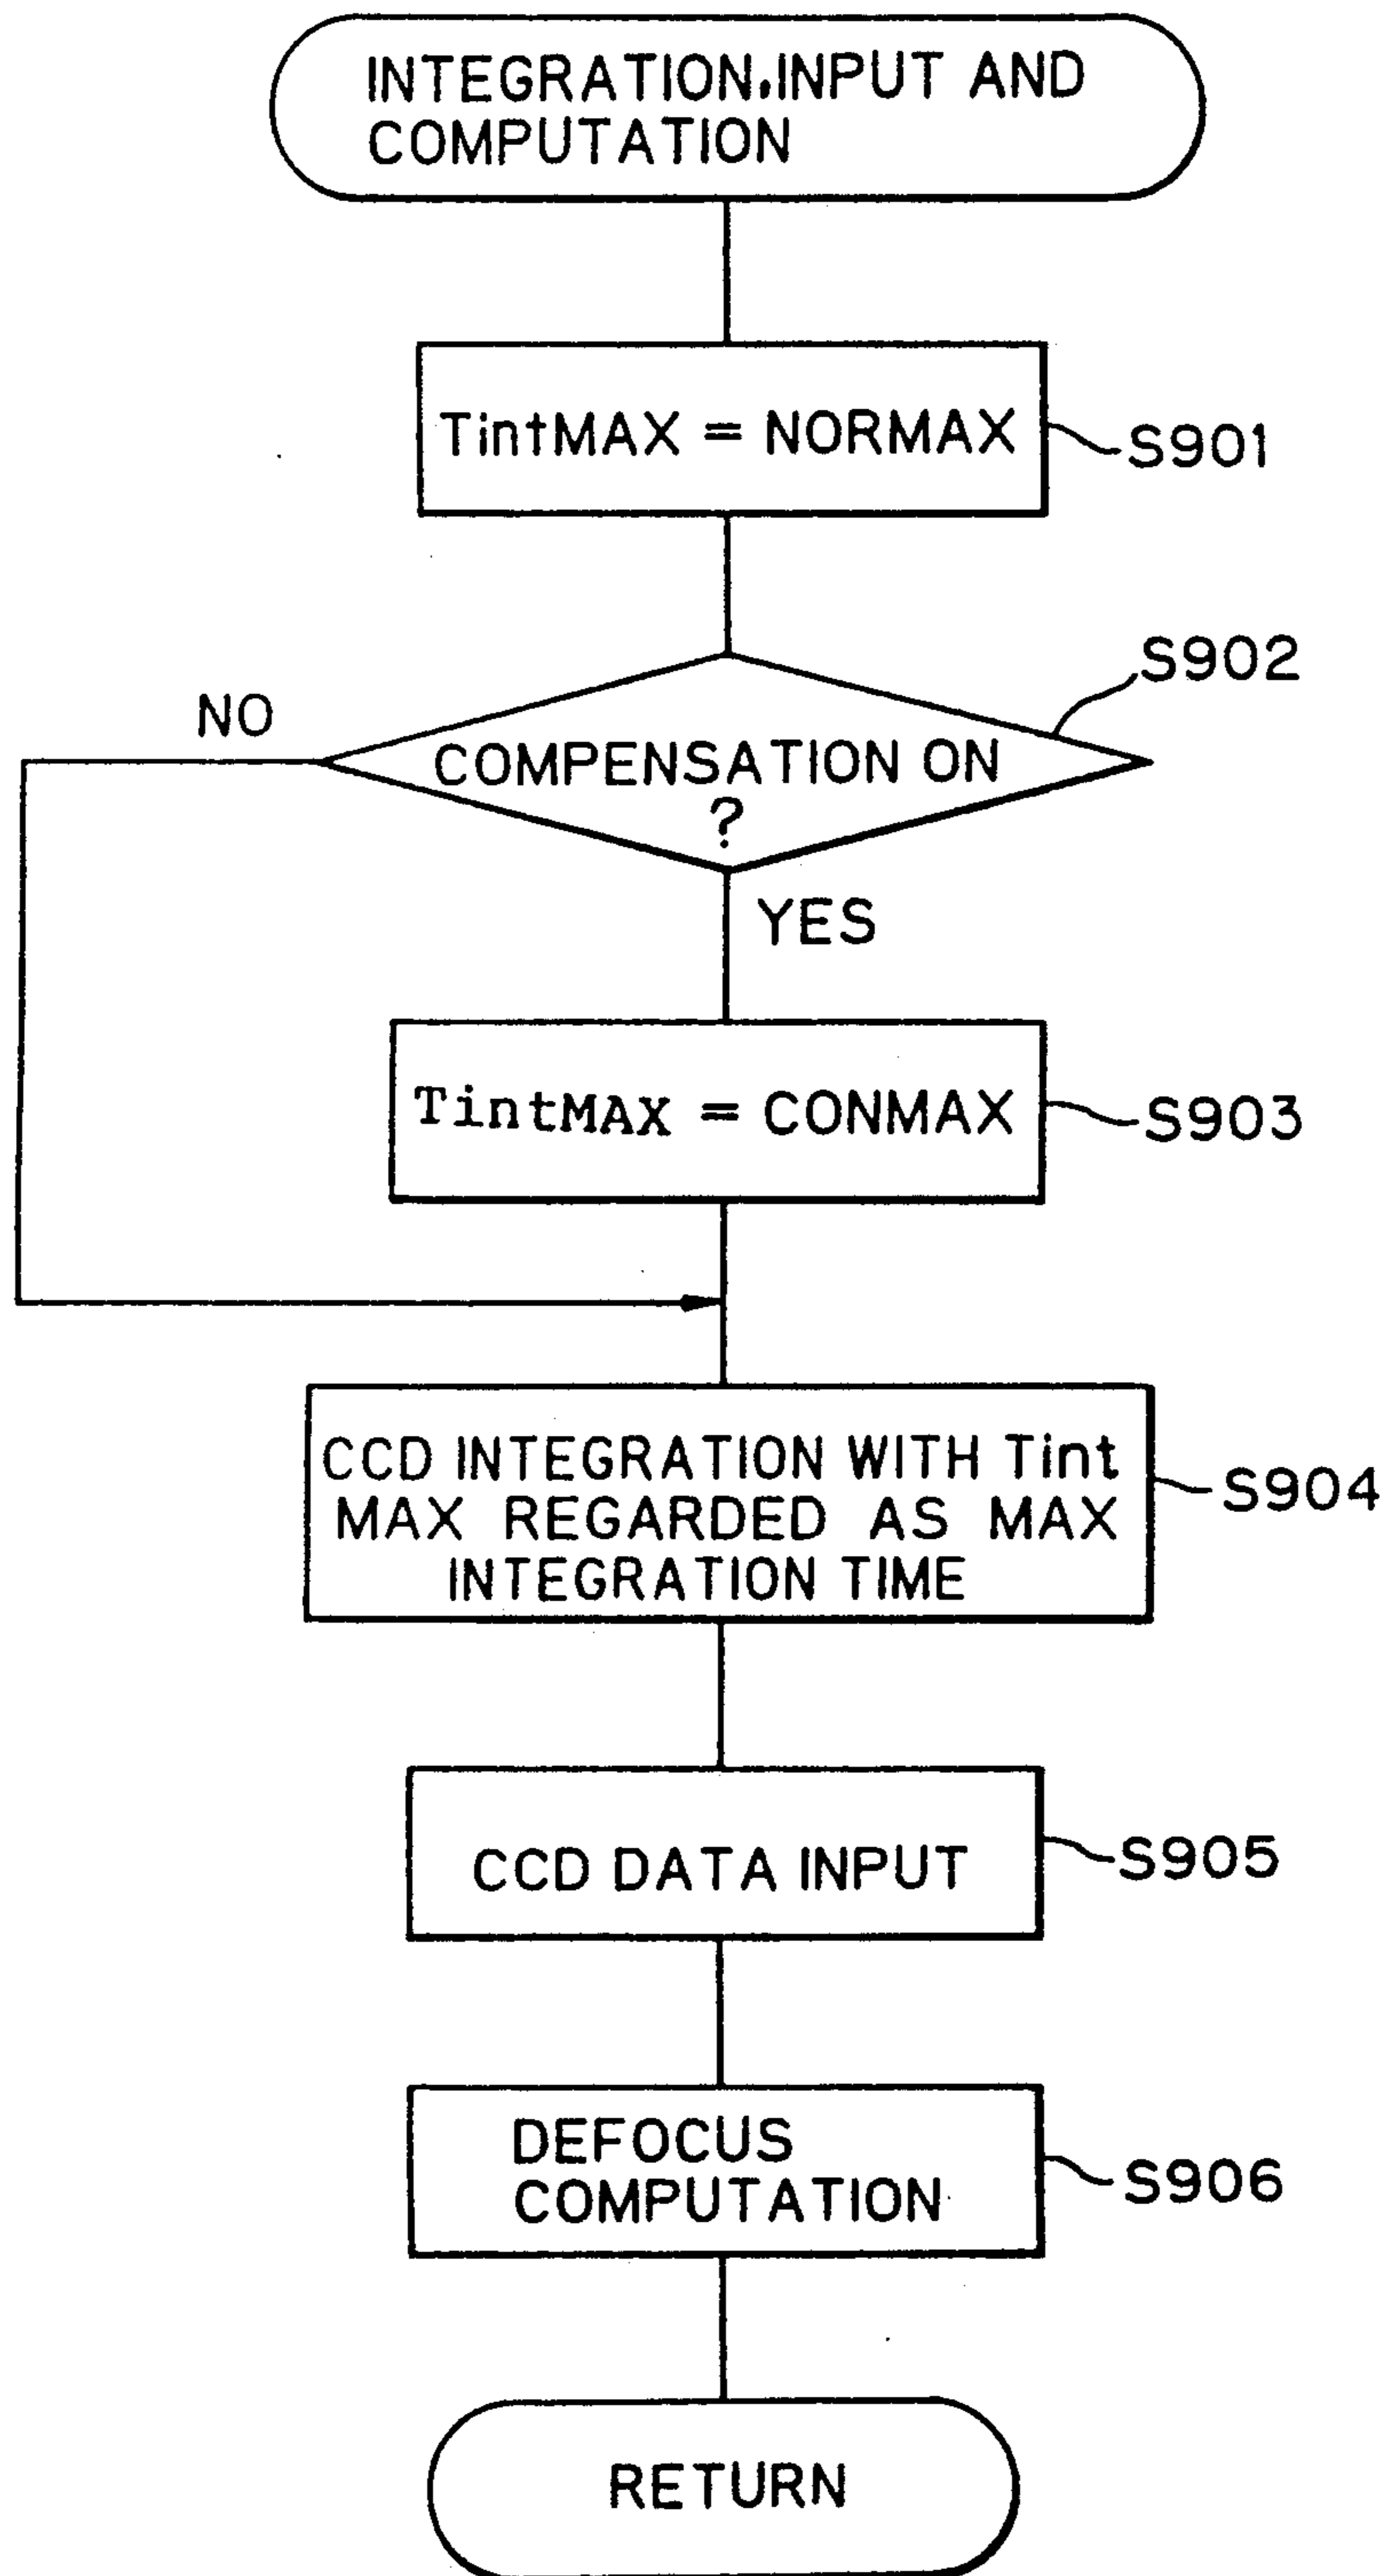 INTEGRATION.INPUT AND
COMPUTATION
TintMAX = NORMAX
S901
S902
NO
COMPENSATION ON
?
YES
TintMAX = CONMAX
S903
CCD INTEGRATION WITH Tint
MAX REGARDED AS MAX
INTEGRATION TIME
S904
CCD DATA INPUT
S905
DEFOCUS
COMPUTATION
S906
RETURN